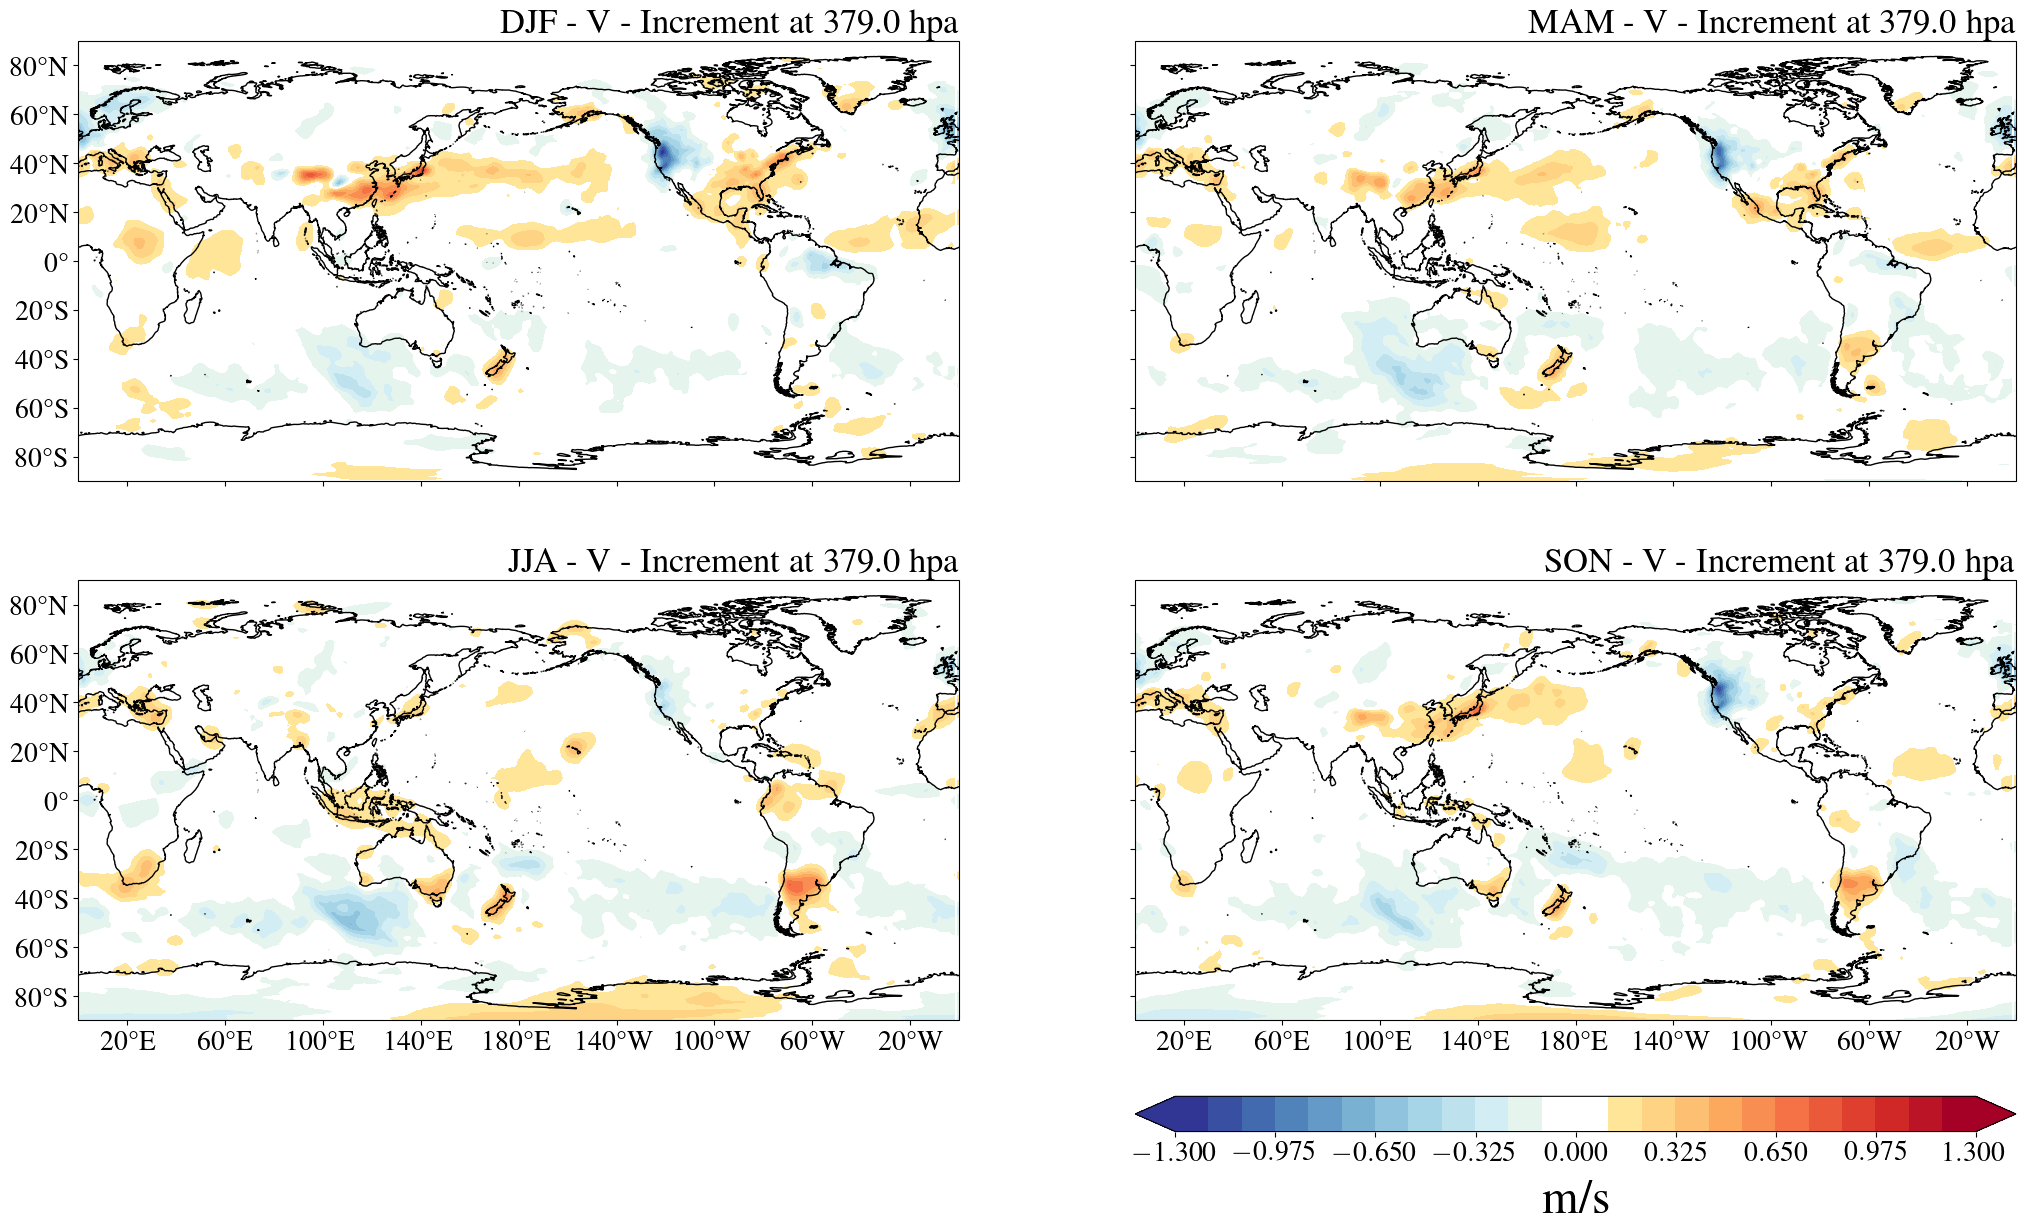 DJF - V - Increment at 379.0 hpa
MAM - V - Increment at 379.0 hpa
80°N
60°N
40°N
20°N
0°
20°S
40°S
60°S
80°S
JJA - V - Increment at 379.0 hpa
SON - V - Increment at 379.0 hpa
80°N
60°N
40°N
20°N
0°
20°S
40°S
60°S
80°S
20°E 60°E 100°E 140°E 180°E 140°W 100°W 60°W 20°W
20°E 60°E 100°E 140°E 180°E 140°W 100°W 60°W 20°W
−1.300 −0.975 −0.650 −0.325 0.000 0.325 0.650 0.975 1.300
m/s